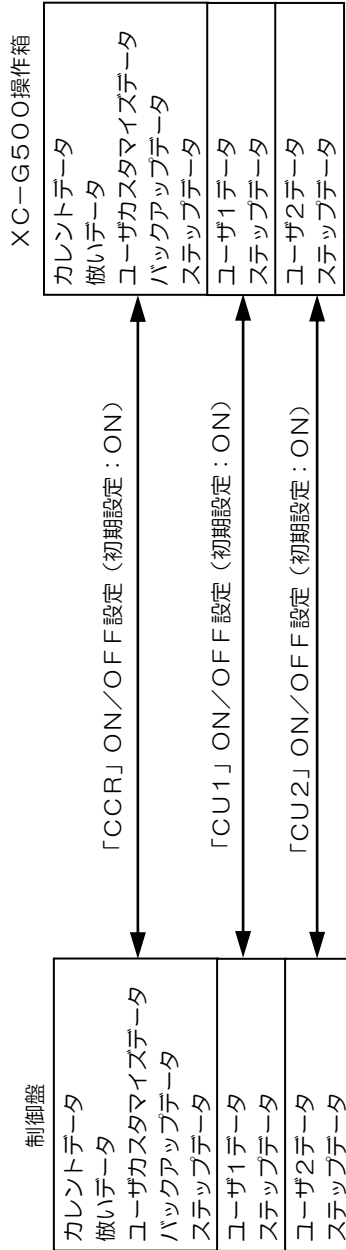 制御盤
カレントデータ
倣いデータ
ユーザカスタマイズデータ
バックアップデータ
ステップデータ
ユーザ1データ
ステップデータ
ユーザ2データ
ステップデータ
「CCR」ON/OFF設定(初期設定:ON)
「CU1」ON/OFF設定(初期設定:ON)
「CU2」ON/OFF設定(初期設定:ON)
XC-G500操作箱
カレントデータ
倣いデータ
ユーザカスタマイズデータ
バックアップデータ
ステップデータ
ユーザ1データ
ステップデータ
ユーザ2データ
ステップデータ